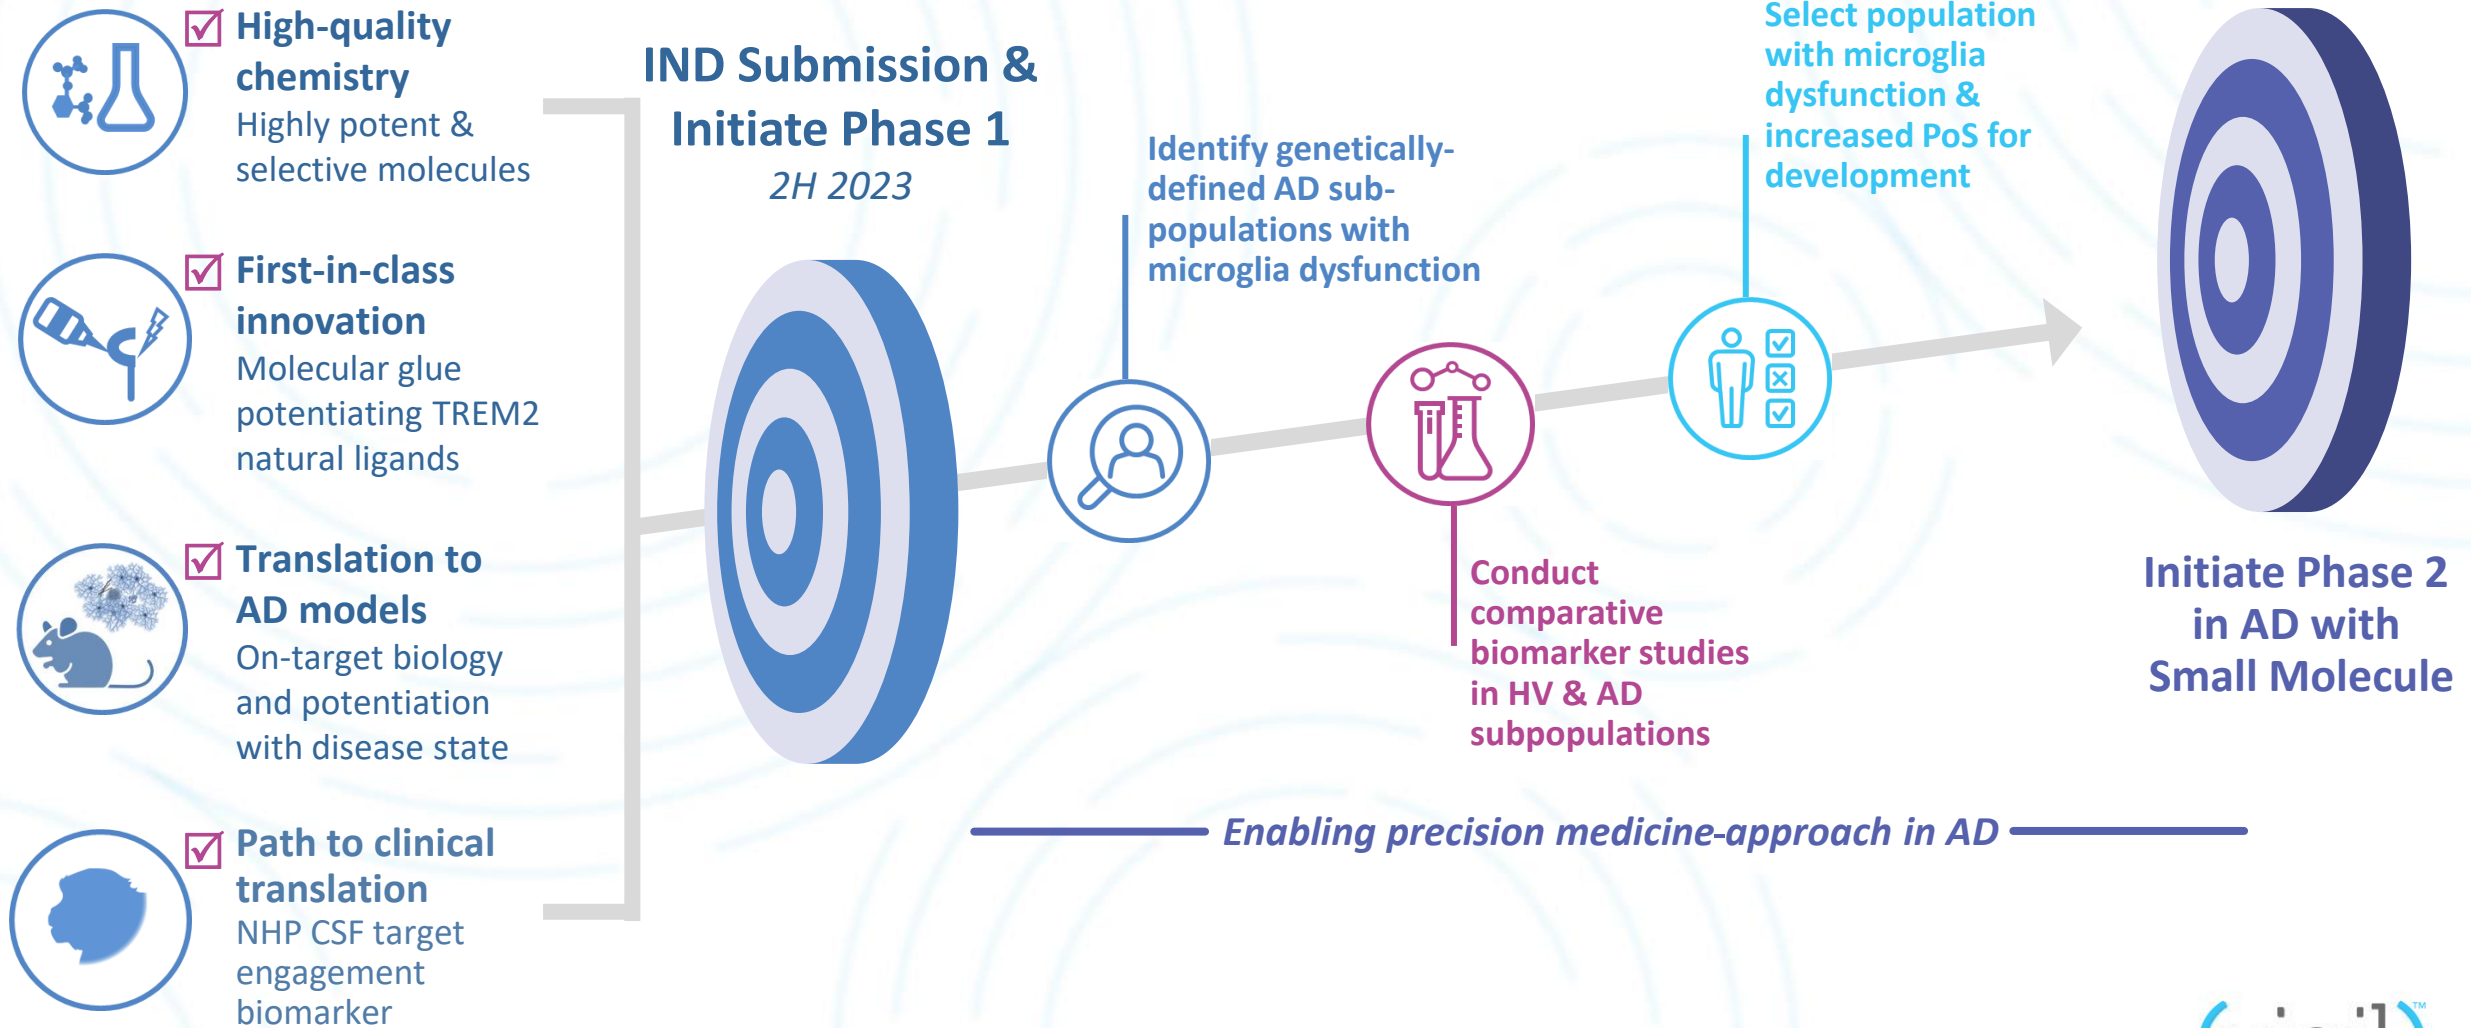 High-quality
chemistry
Highly potent &
selective molecules
First-in-class
innovation
Molecular glue
potentiating TREM2
natural ligands
Translation to
AD models
On-target biology
and potentiation
with disease state
Path to clinical
translation
NHP CSF target
engagement
biomarker
IND Submission &
Initiate Phase 1
2H 2023
Identify genetically-
defined AD sub-
populations with
microglia dysfunction
Conduct
comparative
biomarker studies
in HV & AD
subpopulations
Select population
with microglia
dysfunction &
increased PoS for
development
Initiate Phase 2
in AD with
Small Molecule
Enabling precision medicine-approach in AD
TM